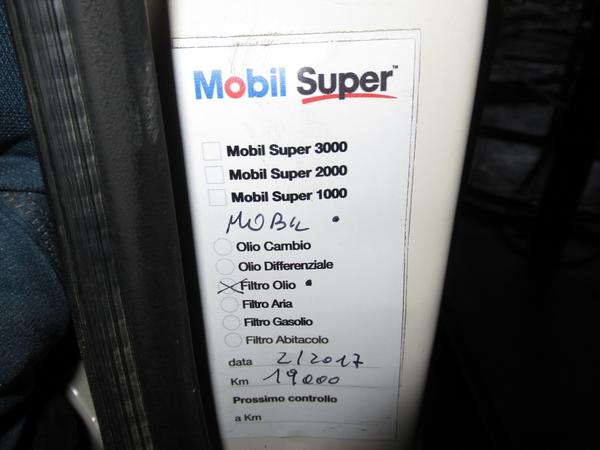 Mobil Super™
Mobil Super 3000
Mobil Super 2000
Mobil Super 1000
MOBIL
Olio Cambio
Olio Differenziale
Filtro Olio
Filtro Aria
Filtro Gasolio
Filtro Abitacolo
data 2/2017
Km 19000
Prossimo controllo
a Km